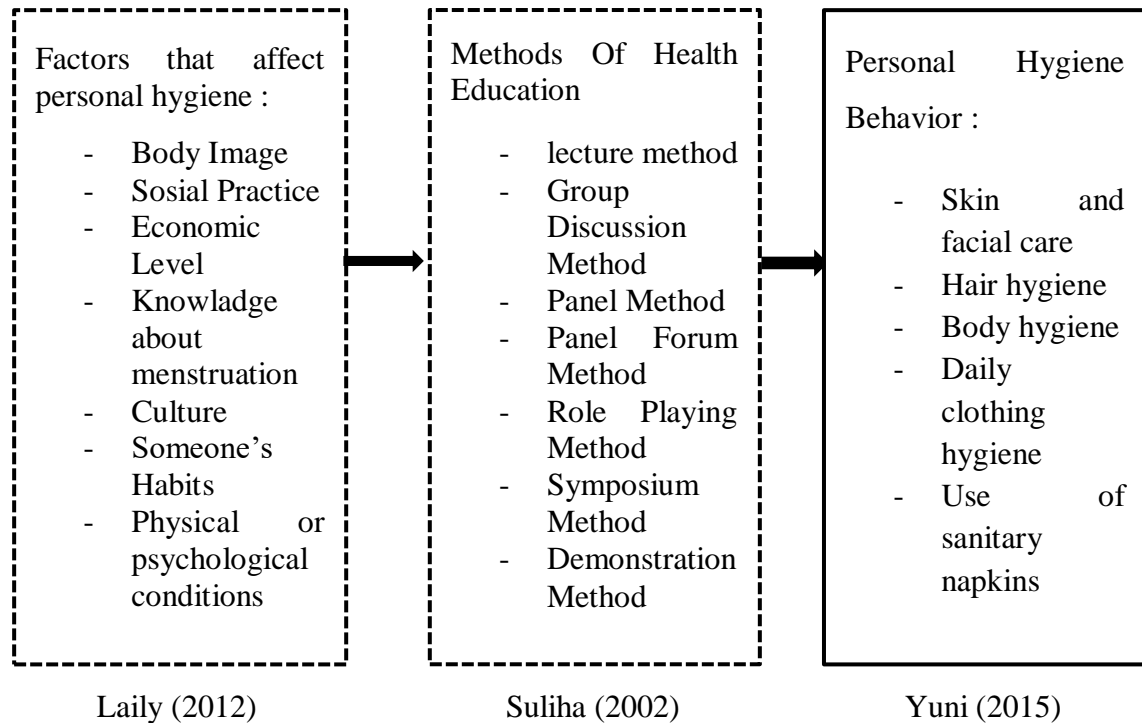 Factors that affect
personal hygiene :
- Body Image
- Sosial Practice
- Economic
Level
- Knowladge
about
menstruation
- Culture
- Someone's
Habits
- Physical or
psychological
conditions
Laily (2012)
Methods Of Health
Education
- lecture method
- Group
Discussion
Method
- Panel Method
- Panel Forum
Method
- Role Playing
Method
- Symposium
Method
- Demonstration
Method
Suliha (2002)
Personal Hygiene
Behavior :
- Skin and
facial care
- Hair hygiene
- Body hygiene
- Daily
clothing
hygiene
- Use of
sanitary
napkins
Yuni (2015)